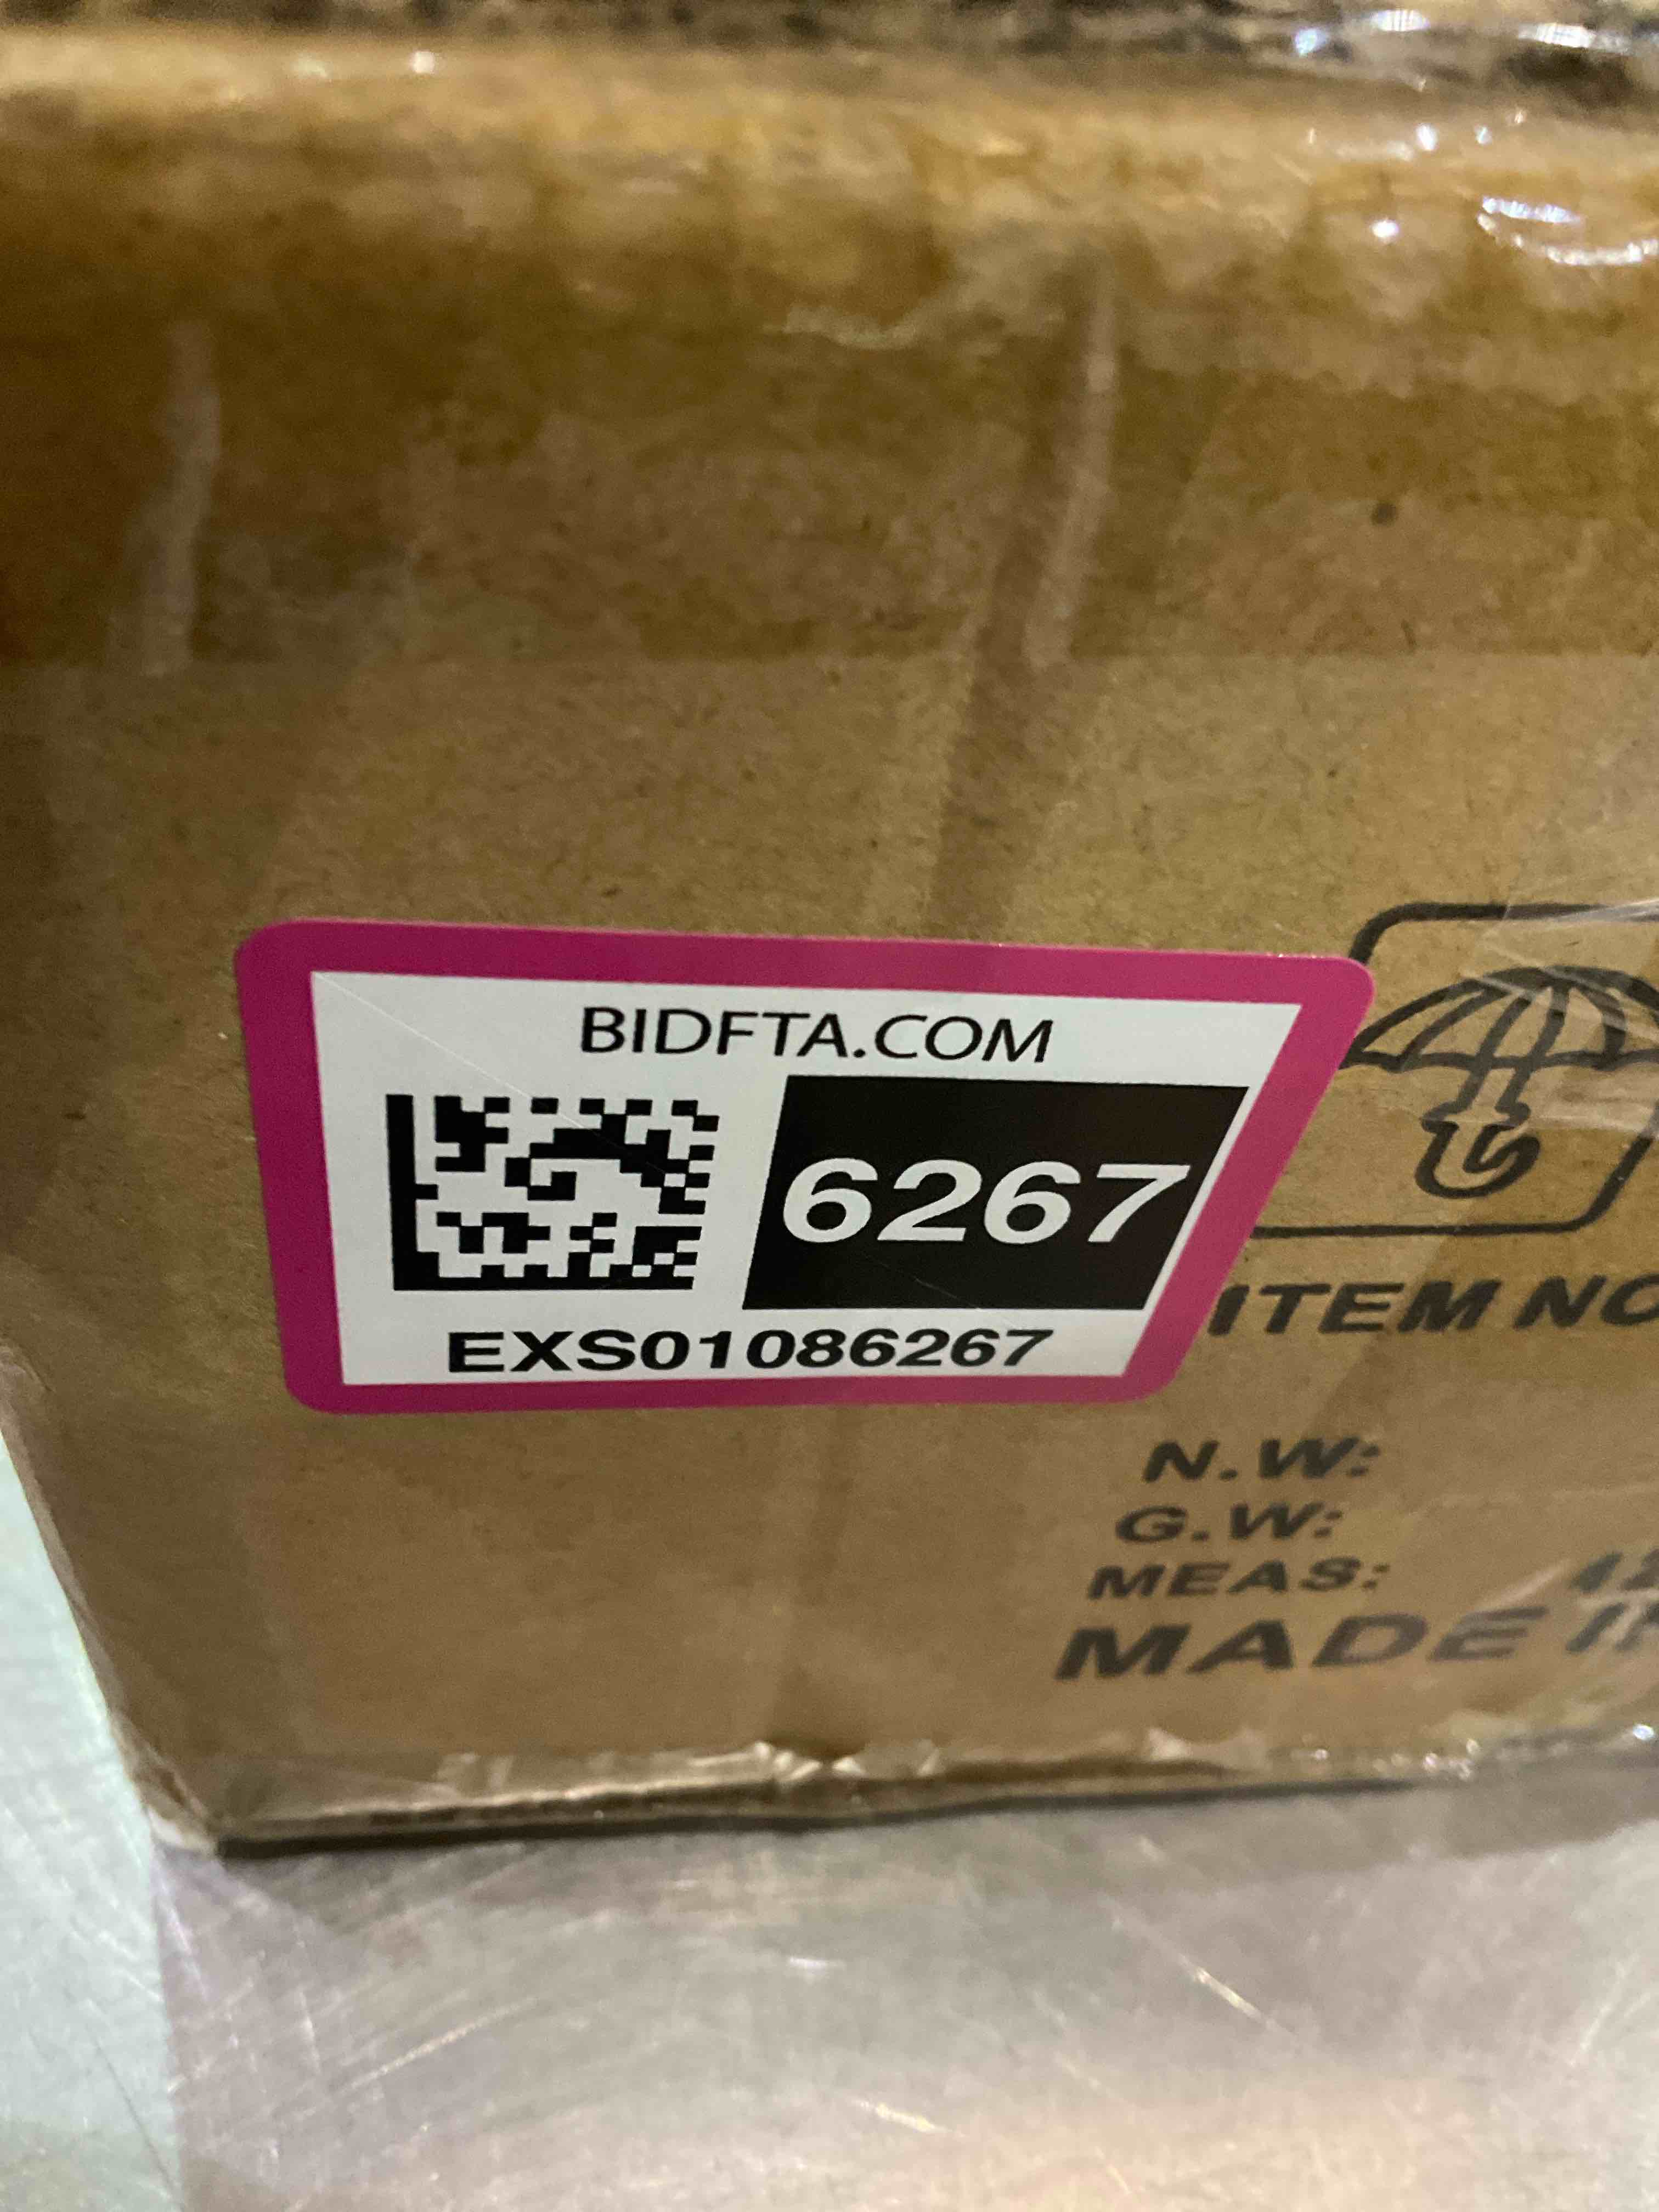 BIDFTA.COM
6267
EXS01086267
ITEM NO
N.W:
G.W:
MEAS:
MADE